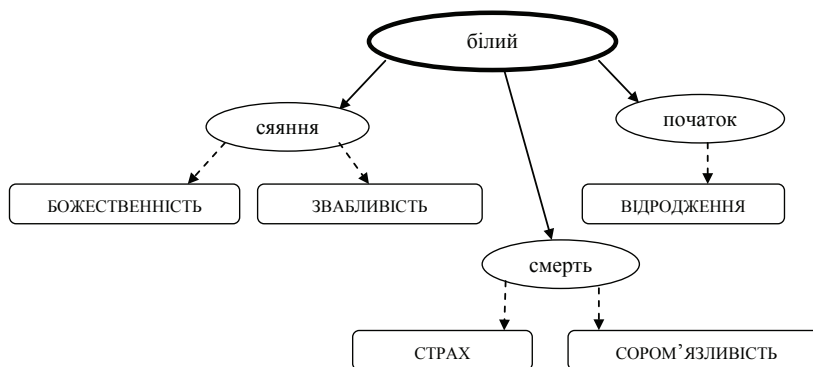 білий
сяяння
початок
БОЖЕСТВЕННІСТЬ
ЗВАБЛИВІСТЬ
ВІДРОДЖЕННЯ
смерть
СТРАХ
СОРОМ’ЯЗЛИВІСТЬ